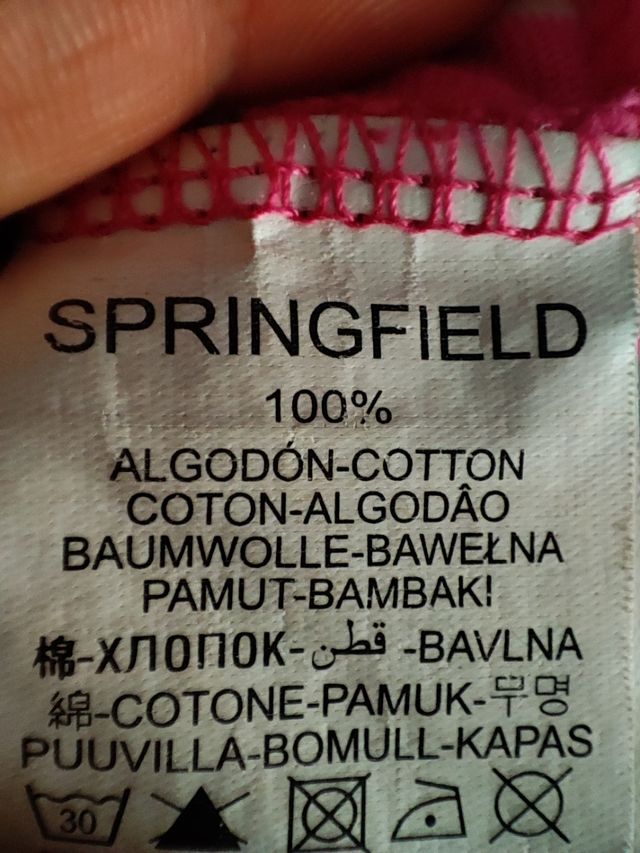 SPRINGFIELD
100%
ALGODÓN-COTTON
COTON-ALGODÂO
BAUMWOLLE-BAWEŁNA
PAMUT-BAMBAK!
棉-ХЛОПОК-قطن -BAVLNA
綿-COTONE-PAMUK-무명
PUUVILLA-BOMULL-KAPAS
30